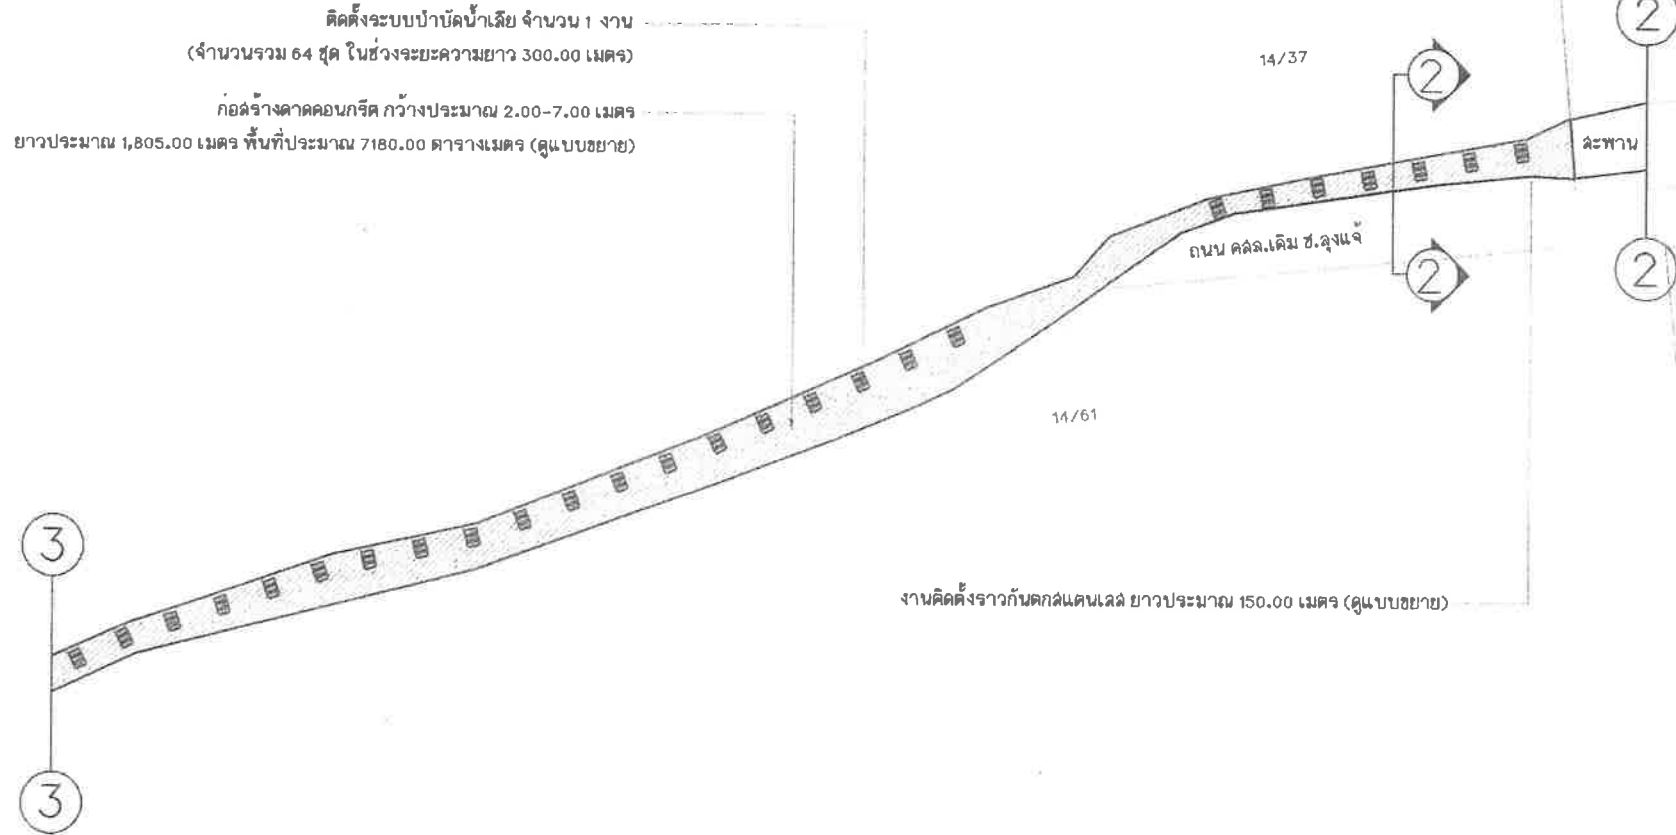 ติดตั้งระบบบำบัดน้ำเสีย จำนวน 1 งาน
(จำนวนรวม 64 ชุด ในช่วงระยะความยาว 300.00 เมตร)
ก่อสร้างดาดคอนกรีต กว้างประมาณ 2.00-7.00 เมตร
ยาวประมาณ 1,805.00 เมตร พื้นที่ประมาณ 7180.00 ตารางเมตร (ดูแบบขยาย)
14/37
2
2
สะพาน
ถนน คสล.เดิม ซ.ลุงแจ้
2
2
14/61
3
งานติดตั้งราวกันตกสแตนเลส ยาวประมาณ 150.00 เมตร (ดูแบบขยาย)
3